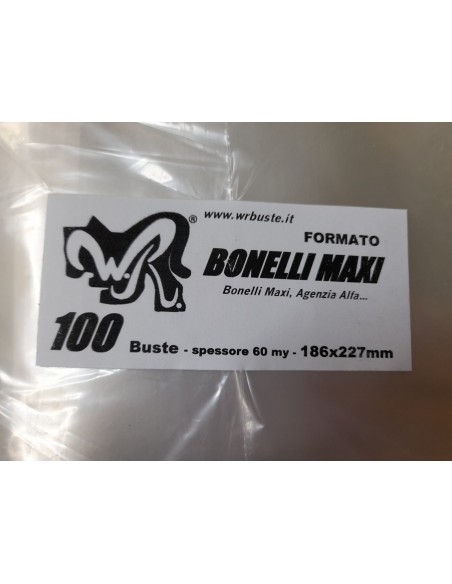 www.wrbuste.it
W.R.®
FORMATO
BONELLI MAXI
Bonelli Maxi, Agenzia Alfa...
100 Buste - spessore 60 my - 186x227mm